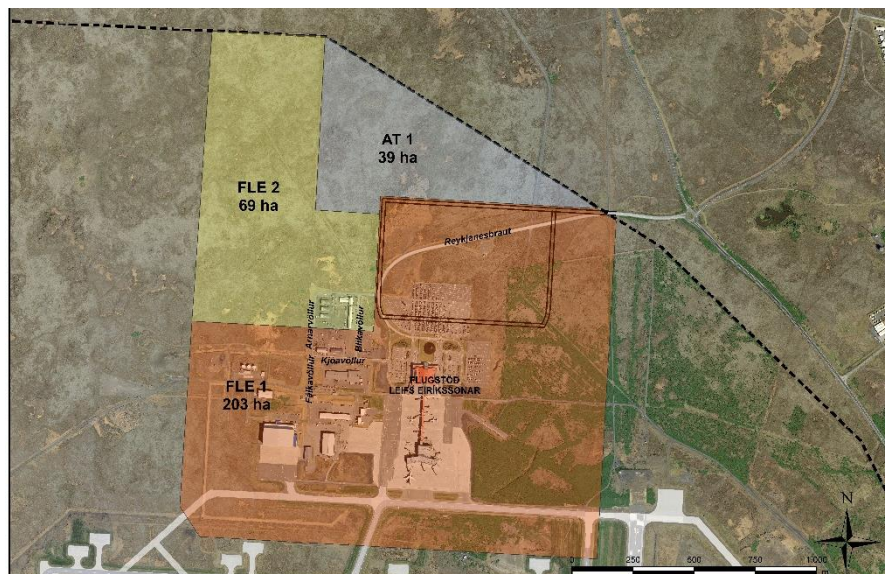 AT 1
39 ha
FLE 2
69 ha
Reykjanesbraut
Arnarvöllur
Blikavöllur
Kjóavöllur
Fálkavöllur
FLE 1
203 ha
FLUGSTÖÐ
LEIFS EIRÍKSSONAR
N
0 250 500 750 1.000
m